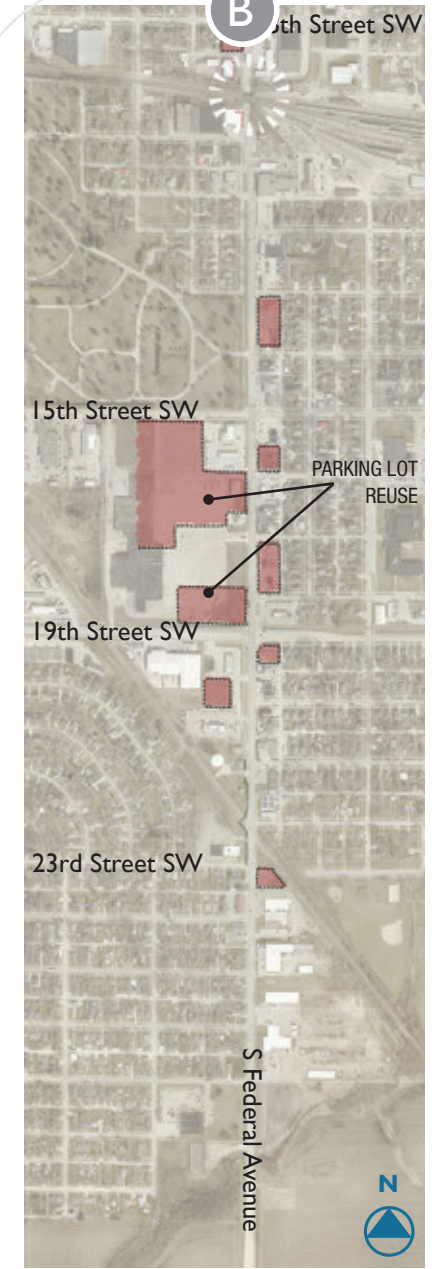 B
th Street SW
15th Street SW
PARKING LOT
REUSE
19th Street SW
23rd Street SW
S Federal Avenue
N